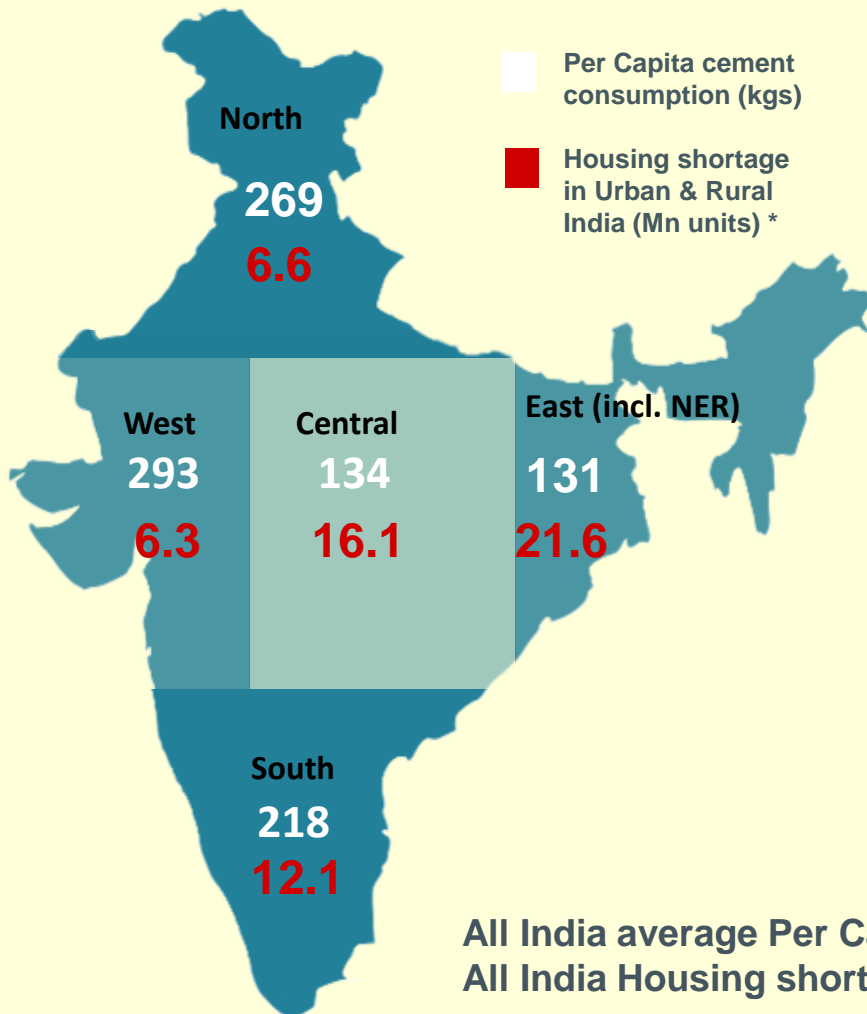 Per Capita cement
consumption (kgs)
Housing shortage
in Urban & Rural
India (Mn units) *
North
269
6.6
West
293
6.3
Central
134
16.1
East (incl. NER)
131
21.6
South
218
12.1
All India average Per
All India Housing